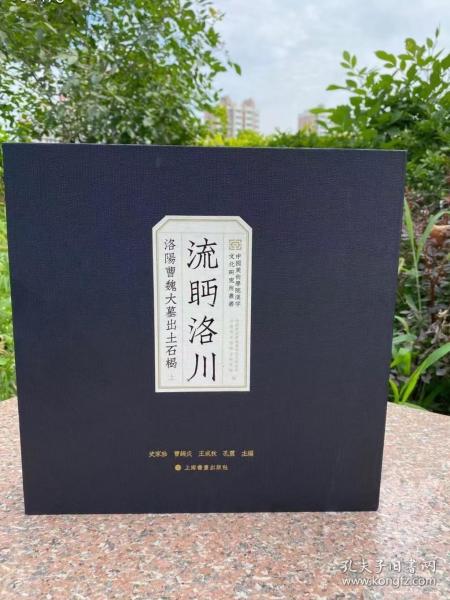 中國美術學院漢字
文化研究所叢書
流眄洛川
洛陽曹魏大墓出土石楬
上
史家珍 曹錦炎 王咸秋 孔震 主編
上海書畫出版社
孔夫子旧书网
www.kongfz.com